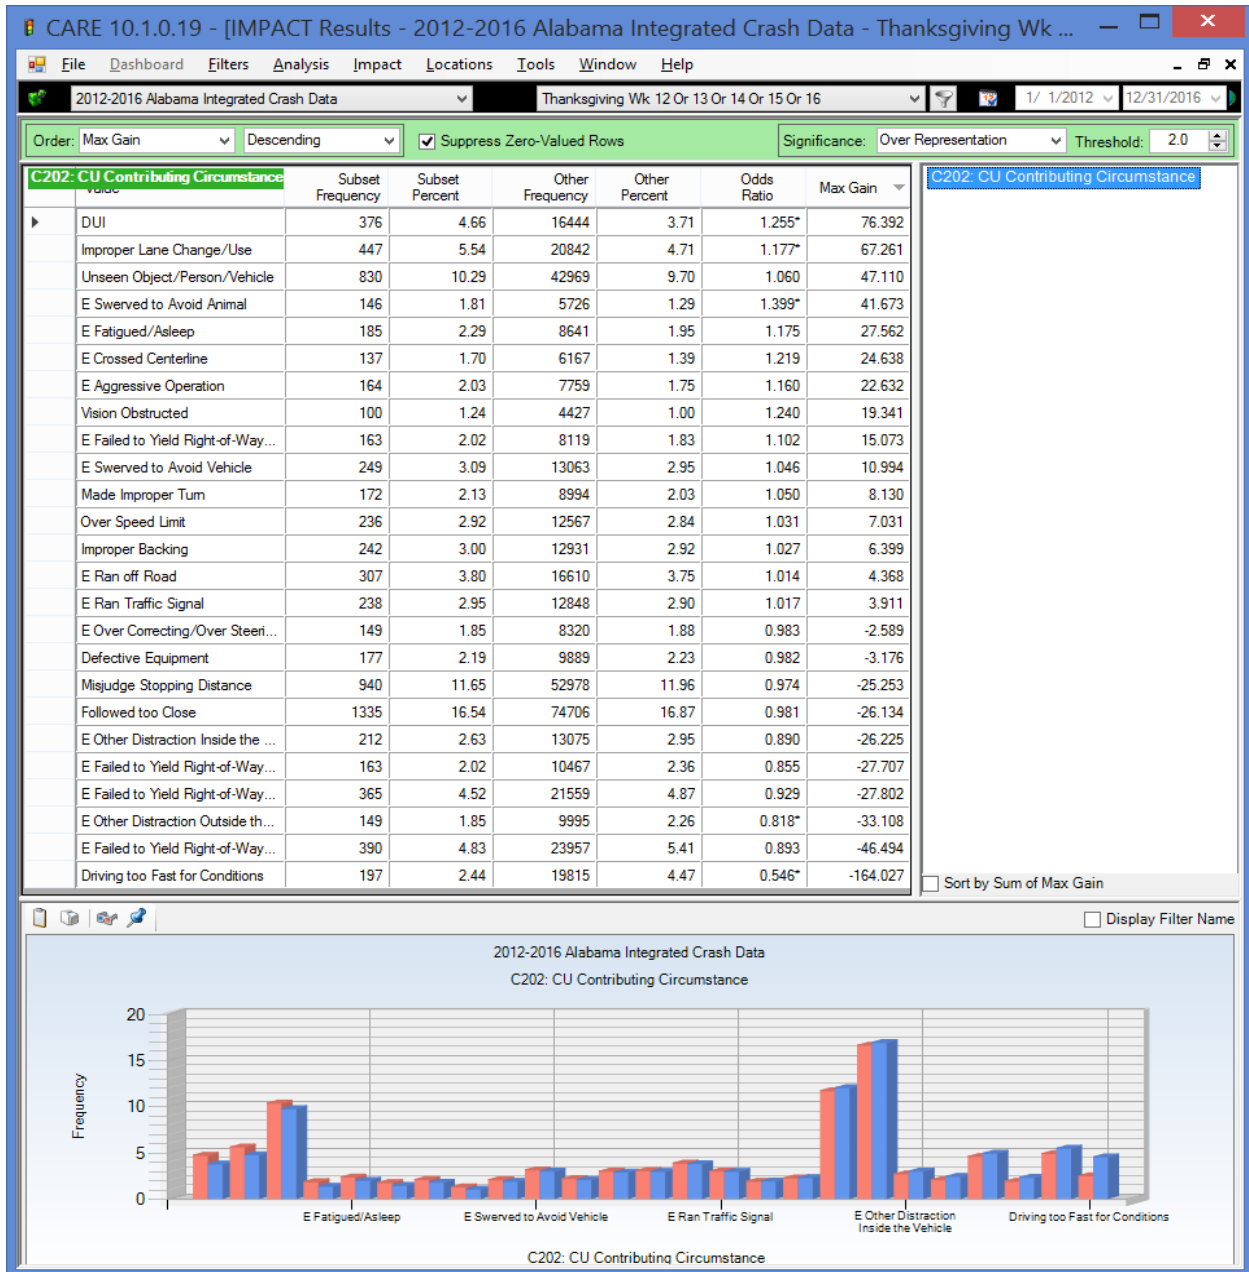 CARE 10.1.0.19 - [IMPACT Results - 2012-2016 Alabama Integrated Crash Data - Thanksgiving Wk ...
File Dashboard Filters Analysis Impact Locations Tools Window Help
2012-2016 Alabama Integrated Crash Data Thanksgiving Wk 12 Or 13 Or 14 Or 15 Or 16 1/ 1/2012 12/31/2016
Order: Max Gain Descending Suppress Zero-Valued Rows Significance: Over Representation Threshold: 2.0
C202: CU Contributing Circumstance Subset Frequency Subset Percent Other Frequency Other Percent Odds Ratio Max Gain C202: CU Contributing Circumstance
DUI 376 4.66 16444 3.71 1.255* 76.392
Improper Lane Change/Use 447 5.54 20842 4.71 1.177* 67.261
Unseen Object/Person/Vehicle 830 10.29 42969 9.70 1.060 47.110
E Swerved to Avoid Animal 146 1.81 5726 1.29 1.399* 41.673
E Fatigued/Asleep 185 2.29 8641 1.95 1.175 27.562
E Crossed Centerline 137 1.70 6167 1.39 1.219 24.638
E Aggressive Operation 164 2.03 7759 1.75 1.160 22.632
Vision Obstructed 100 1.24 4427 1.00 1.240 19.341
E Failed to Yield Right-of-Way... 163 2.02 8119 1.83 1.102 15.073
E Swerved to Avoid Vehicle 249 3.09 13063 2.95 1.046 10.994
Made Improper Turn 172 2.13 8994 2.03 1.050 8.130
Over Speed Limit 236 2.92 12567 2.84 1.031 7.031
Improper Backing 242 3.00 12931 2.92 1.027 6.399
E Ran off Road 307 3.80 16610 3.75 1.014 4.368
E Ran Traffic Signal 238 2.95 12848 2.90 1.017 3.911
E Over Correcting/Over Steeri... 149 1.85 8320 1.88 0.983 -2.589
Defective Equipment 177 2.19 9889 2.23 0.982 -3.176
Misjudge Stopping Distance 940 11.65 52978 11.96 0.974 -25.253
Followed too Close 1335 16.54 74706 16.87 0.981 -26.134
E Other Distraction Inside the ... 212 2.63 13075 2.95 0.890 -26.225
E Failed to Yield Right-of-Way... 163 2.02 10467 2.36 0.855 -27.707
E Failed to Yield Right-of-Way... 365 4.52 21559 4.87 0.929 -27.802
E Other Distraction Outside th... 149 1.85 9995 2.26 0.818* -33.108
E Failed to Yield Right-of-Way... 390 4.83 23957 5.41 0.893 -46.494
Driving too Fast for Conditions 197 2.44 19815 4.47 0.546* -164.027
Sort by Sum of Max Gain
Display Filter Name
2012-2016 Alabama Integrated Crash Data
C202: CU Contributing Circumstance
20
15
10
5
0
Frequency
E Fatigued/Asleep E Swerved to Avoid Vehicle E Ran Traffic Signal E Other Distraction Inside the Vehicle Driving too Fast for Conditions
C202: CU Contributing Circumstance